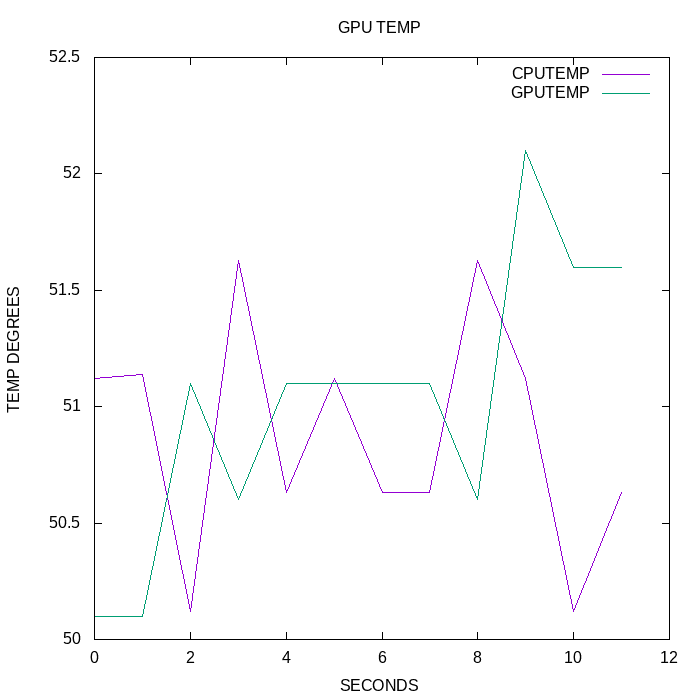 GPU TEMP
CPUTEMP
GPUTEMP
52.5
52
51.5
51
50.5
50
TEMP DEGREES
0 2 4 6 8 10 12
SECONDS